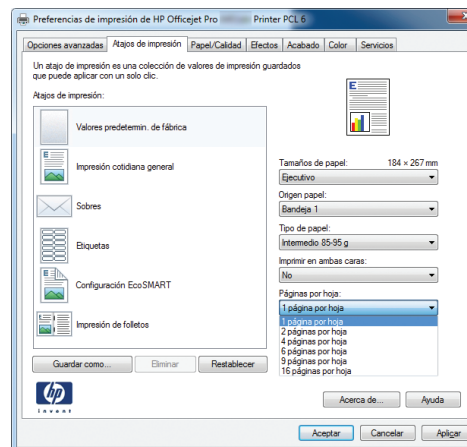 Preferencias de impresión de HP Officejet Pro Printer PCL 6
Opciones avanzadas Atajos de impresión Papel/Calidad Efectos Acabado Color Servicios
Un atajo de impresión es una colección de valores de impresión guardados
que puede aplicar con un solo clic.
Atajos de impresión:
Valores predetermin. de fábrica
Impresión cotidiana general
Sobres
Etiquetas
Configuración EcoSMART
Impresión de folletos
Guardar como... Eliminar Restablecer
E
Tamaños de papel: 184 × 267 mm
Ejecutivo
Origen papel:
Bandeja 1
Tipo de papel:
Intermedio 85-95 g
Imprimir en ambas caras:
No
Páginas por hoja:
1 página por hoja
1 página por hoja
2 páginas por hoja
4 páginas por hoja
6 páginas por hoja
9 páginas por hoja
16 páginas por hoja
hp
invent
Acerca de... Ayuda
Aceptar Cancelar Aplicar